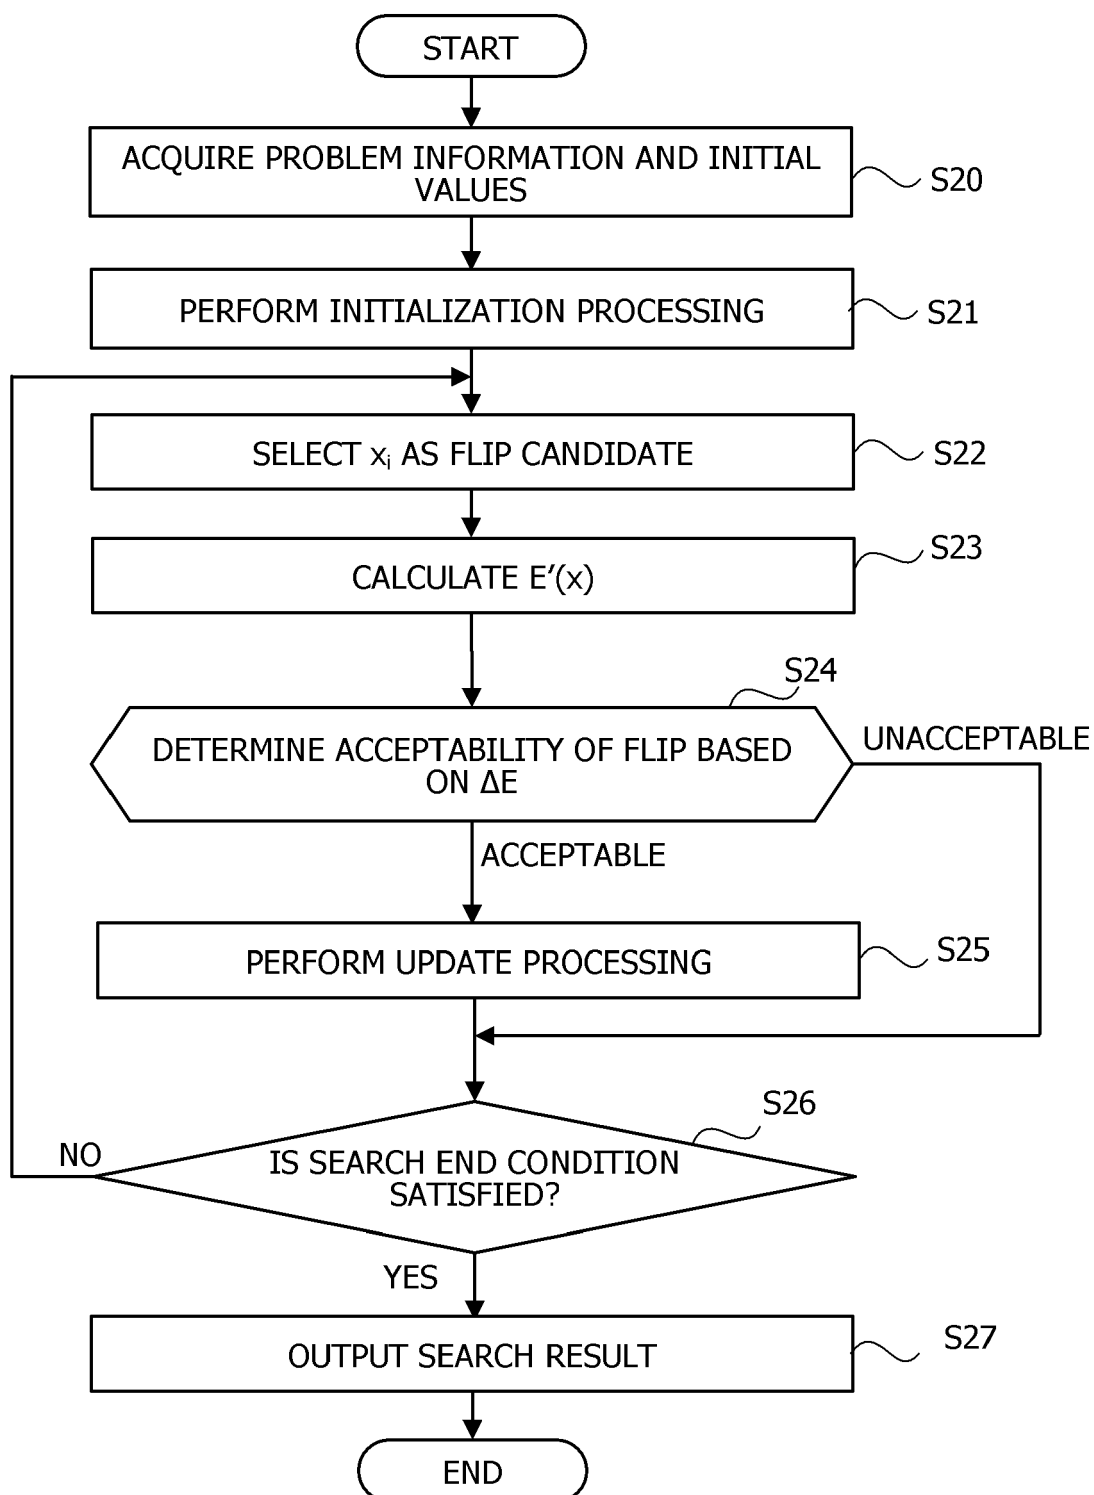 START
ACQUIRE PROBLEM INFORMATION AND INITIAL
VALUES
S20
PERFORM INITIALIZATION PROCESSING
S21
SELECT xᵢ AS FLIP CANDIDATE
S22
CALCULATE E′(x)
S23
S24
DETERMINE ACCEPTABILITY OF FLIP BASED
ON ΔE
UNACCEPTABLE
ACCEPTABLE
PERFORM UPDATE PROCESSING
S25
S26
IS SEARCH END CONDITION
SATISFIED?
NO
YES
OUTPUT SEARCH RESULT
S27
END